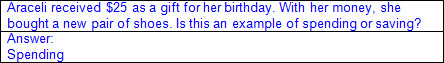 Araceli received $25 as a gift for her birthday. With her money, she
bought a new pair of shoes. Is this an example of spending or saving?
Answer:
Spending